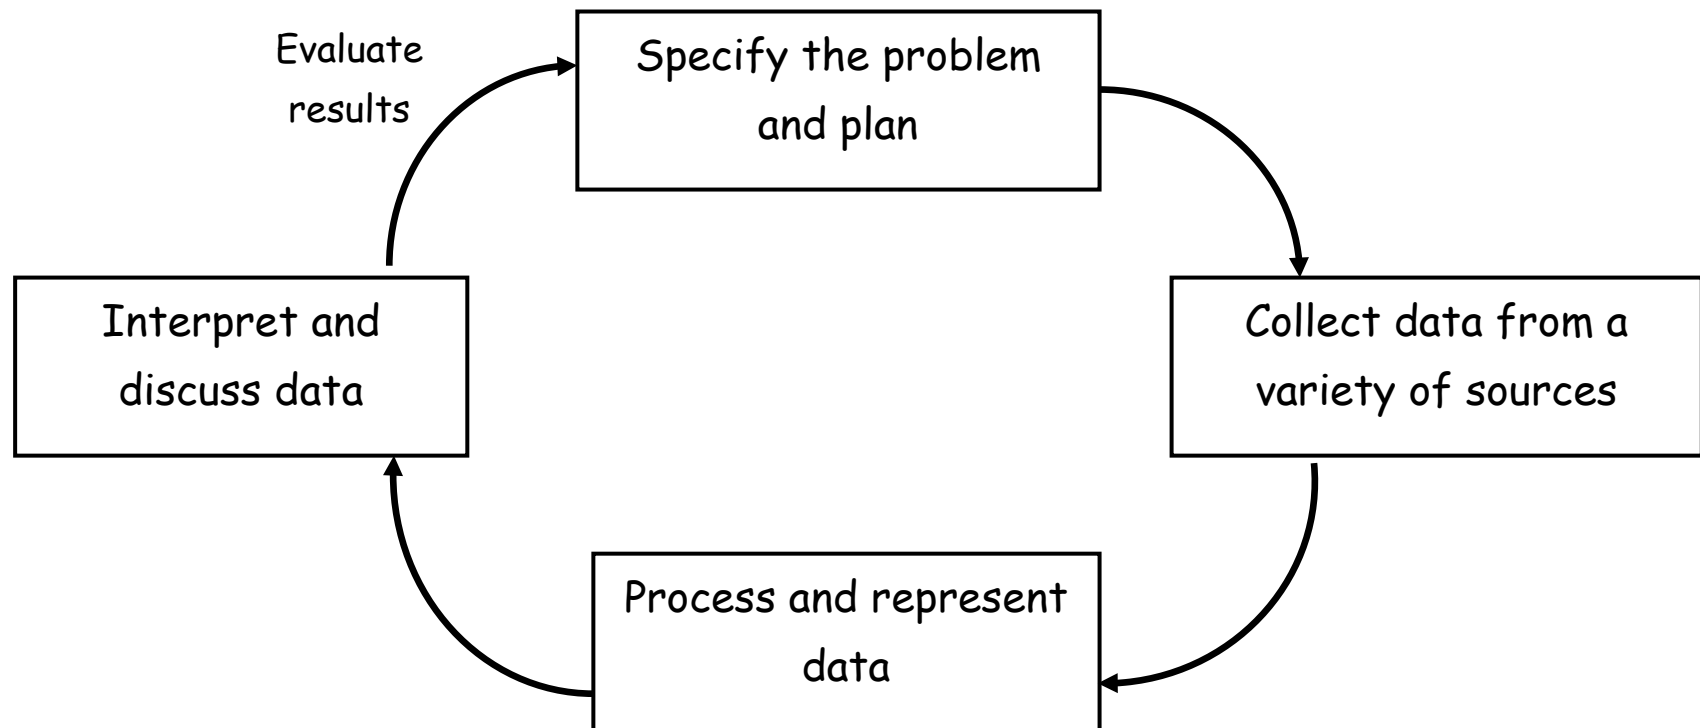 Evaluate
results
Specify the problem
and plan
Interpret and
discuss data
Collect data from a
variety of sources
Process and represent
data